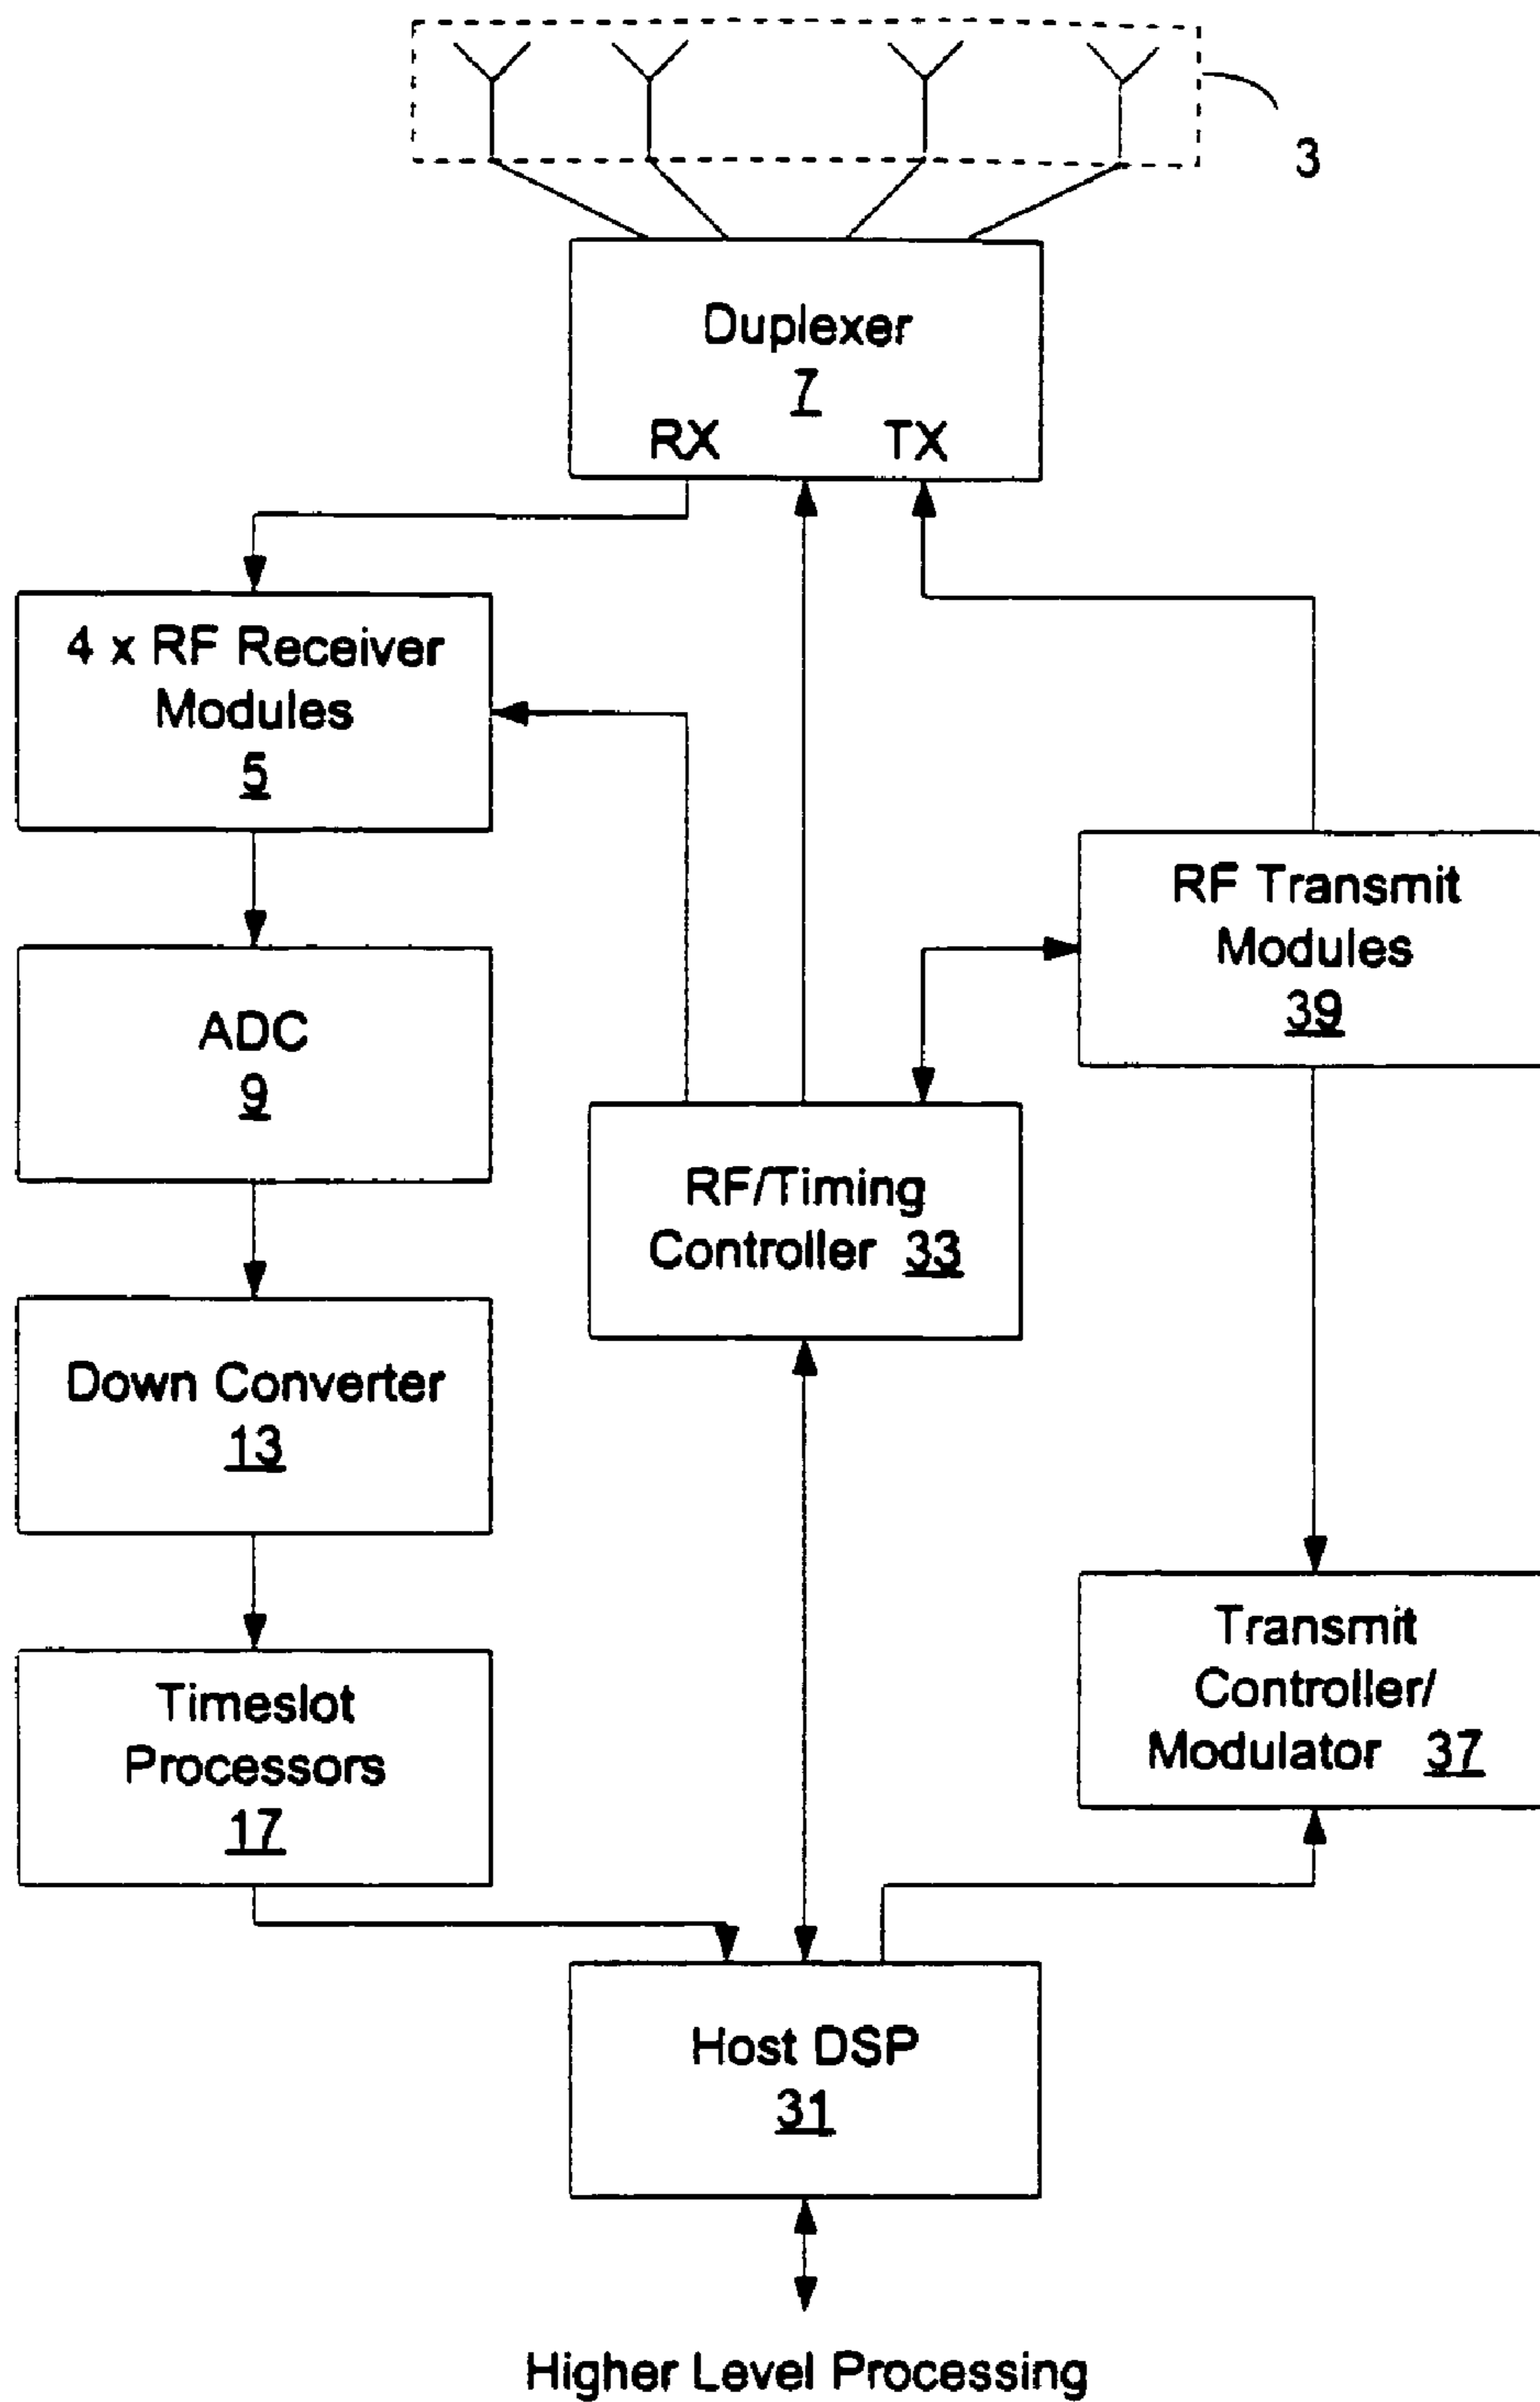 3
Duplexer
7
RX TX
4 x RF Receiver
Modules
5
RF Transmit
Modules
39
ADC
9
RF/Timing
Controller 33
Down Converter
13
Transmit
Controller/
Modulator 37
Timeslot
Processors
17
Host DSP
31
Higher Level Processing